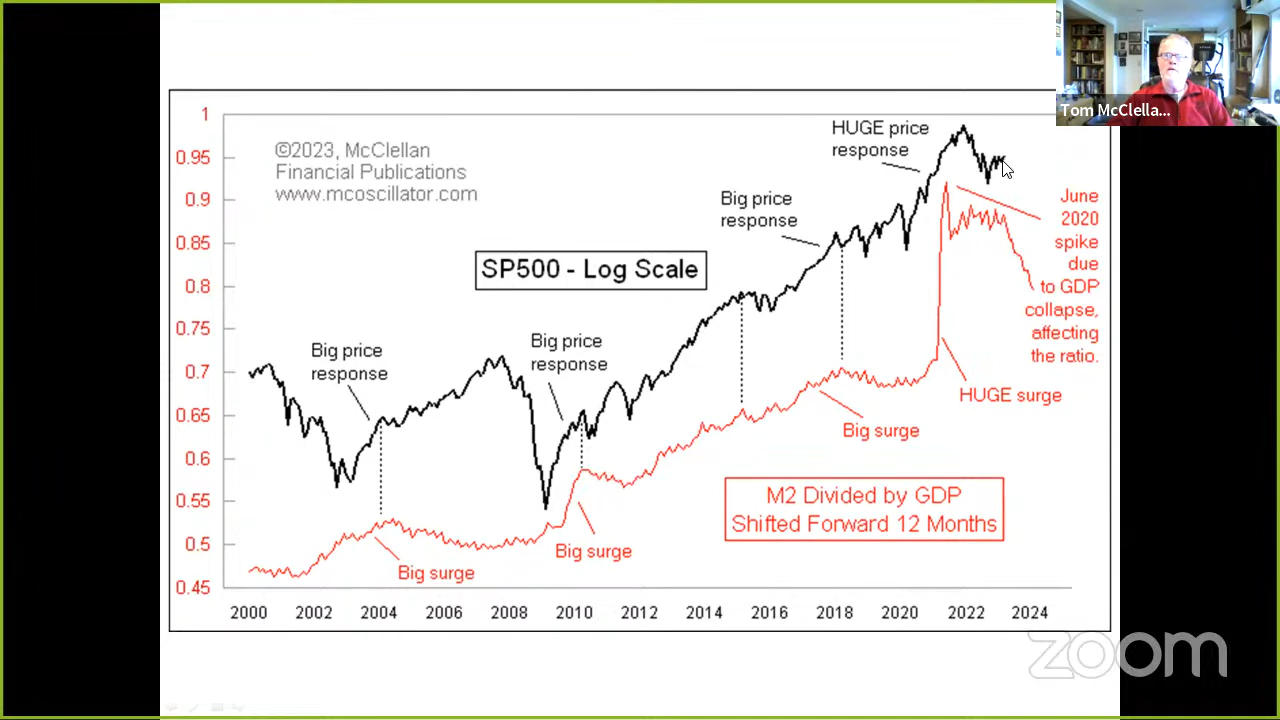 Tom McClella...
1
0.95
0.9
0.85
0.8
0.75
0.7
0.65
0.6
0.55
0.5
0.45
©2023, McClellan
Financial Publications
www.mcoscillator.com
HUGE price
response
Big price
response
June
2020
spike
due
to GDP
collapse,
affecting
the ratio.
SP500 - Log Scale
Big price
response
Big price
response
HUGE surge
Big surge
M2 Divided by GDP
Shifted Forward 12 Months
Big surge
Big surge
2000 2002 2004 2006 2008 2010 2012 2014 2016 2018 2020 2022 2024
zoom